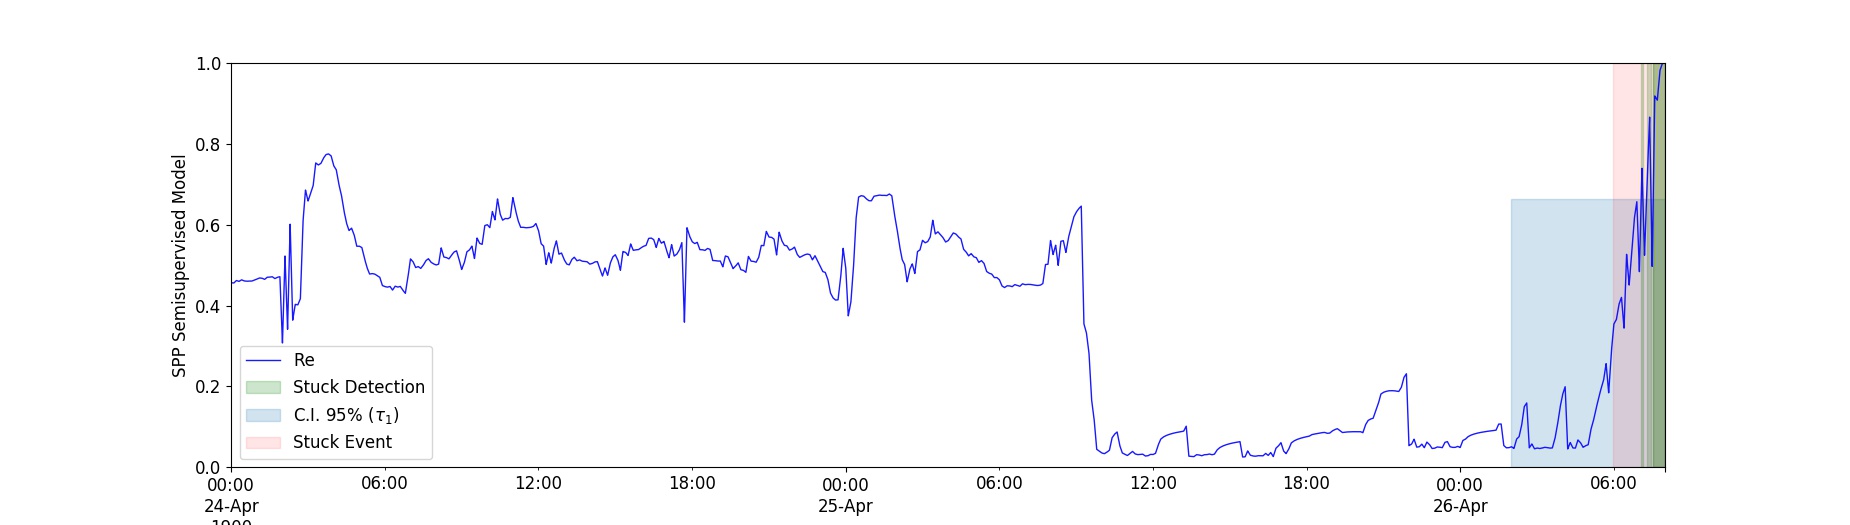 SPP Semisupervised Model
1.0
0.8
0.6
0.4
0.2
0.0
Re
Stuck Detection
C.I. 95% (τ₁)
Stuck Event
00:00 06:00 12:00 18:00 00:00 06:00 12:00 18:00 00:00 06:00
24-Apr 25-Apr 26-Apr
1900